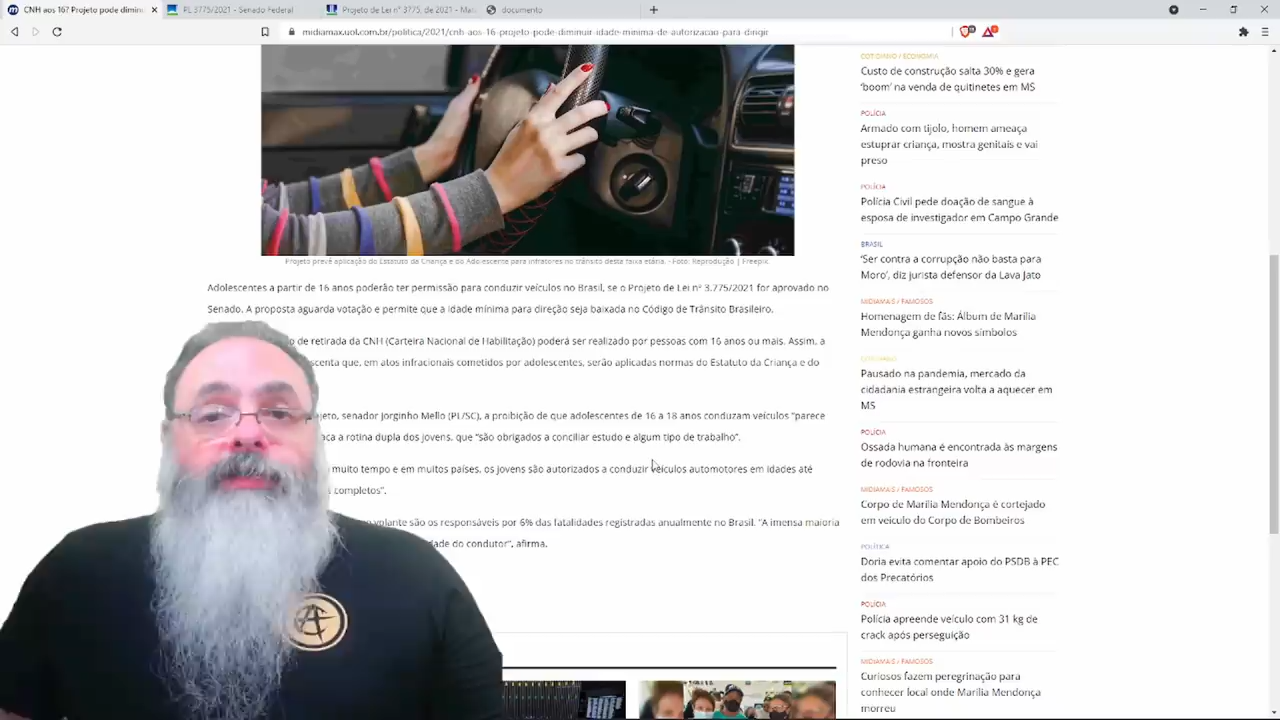 CNH aos 16? Projeto pode diminu
PL 3775/2021 - Senado Federal
Projeto de Lei nº 3775, de 2021 - Mat
documento
midiamax.uol.com.br/politica/2021/cnh-aos-16-projeto-pode-diminuir-idade-minima-de-autorizacao-para-dirigir
Projeto prevê aplicação do Estatuto da Criança e do Adolescente para infratores no trânsito desta faixa etária. - Foto: Reprodução | Freepik.
Adolescentes a partir de 16 anos poderão ter permissão para conduzir veículos no Brasil, se o Projeto de Lei nº 3.775/2021 for aprovado no
Senado. A proposta aguarda votação e permite que a idade mínima para direção seja baixada no Código de Trânsito Brasileiro.
o de retirada da CNH (Carteira Nacional de Habilitação) poderá ser realizado por pessoas com 16 anos ou mais. Assim, a
scenta que, em atos infracionais cometidos por adolescentes, serão aplicadas normas do Estatuto da Criança e do
jeto, senador Jorginho Mello (PL/SC), a proibição de que adolescentes de 16 a 18 anos conduzam veículos "parece
ca a rotina dupla dos jovens, que "são obrigados a conciliar estudo e algum tipo de trabalho".
muito tempo e em muitos países, os jovens são autorizados a conduzir veículos automotores em idades até
s completos".
volante são os responsáveis por 6% das fatalidades registradas anualmente no Brasil. "A imensa maioria
dade do condutor", afirma.
COTIDIANO / ECONOMIA
Custo de construção salta 30% e gera
'boom' na venda de quitinetes em MS
POLÍCIA
Armado com tijolo, homem ameaça
estuprar criança, mostra genitais e vai
preso
POLÍCIA
Polícia Civil pede doação de sangue à
esposa de investigador em Campo Grande
BRASIL
'Ser contra a corrupção não basta para
Moro', diz jurista defensor da Lava Jato
MIDIAMAIS / FAMOSOS
Homenagem de fãs: Álbum de Marília
Mendonça ganha novos símbolos
COTIDIANO
Pausado na pandemia, mercado da
cidadania estrangeira volta a aquecer em
MS
POLÍCIA
Ossada humana é encontrada às margens
de rodovia na fronteira
MIDIAMAIS / FAMOSOS
Corpo de Marília Mendonça é cortejado
em veículo do Corpo de Bombeiros
POLÍTICA
Doria evita comentar apoio do PSDB à PEC
dos Precatórios
POLÍCIA
Polícia apreende veículo com 31 kg de
crack após perseguição
MIDIAMAIS / FAMOSOS
Curiosos fazem peregrinação para
conhecer local onde Marília Mendonça
morreu